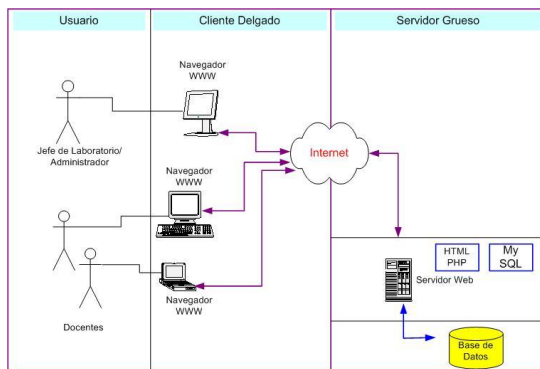 Usuario
Cliente Delgado
Servidor Grueso
Navegador
WWW
Jefe de Laboratorio/
Administrador
Internet
Navegador
WWW
HTML
PHP
My
SQL
Servidor Web
Navegador
WWW
Docentes
Base de
Datos